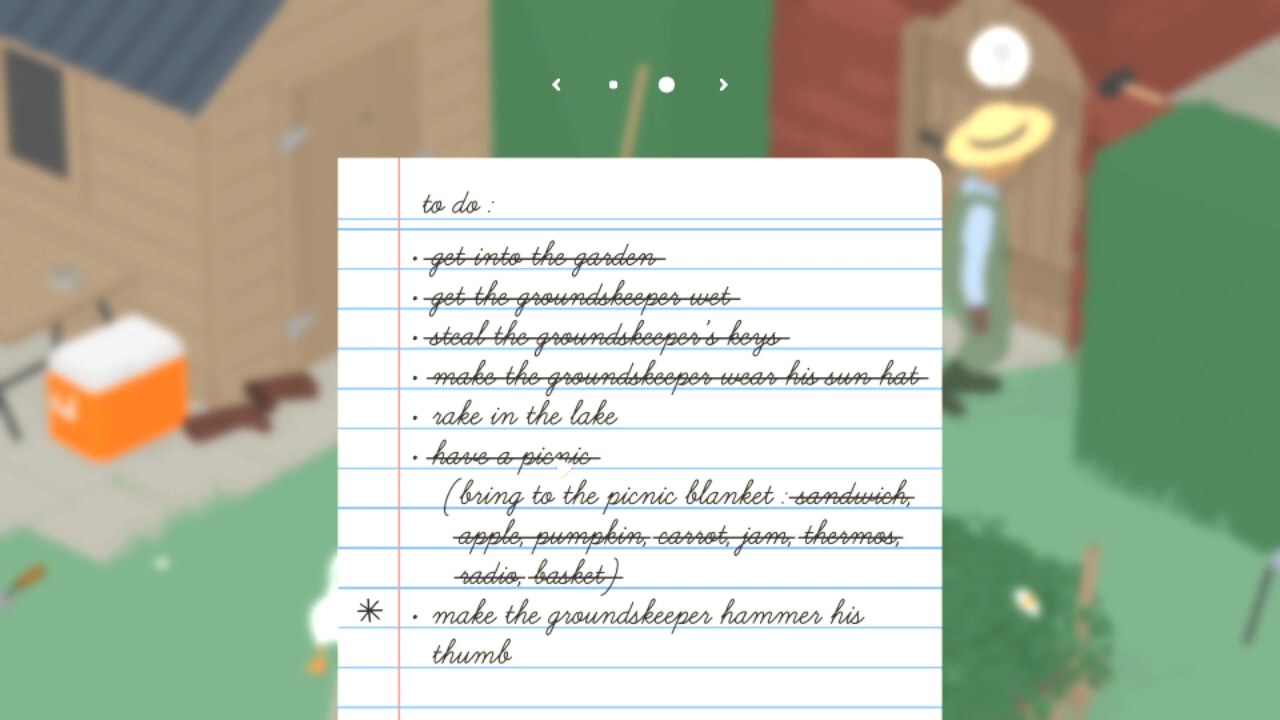 to do :
• get into the garden
• get the groundskeeper wet
• steal the groundskeeper's keys
• make the groundskeeper wear his sun hat
• rake in the lake
• have a picnic
(bring to the picnic blanket : sandwich,
apple, pumpkin, carrot, jam, thermos,
radio, basket)
* • make the groundskeeper hammer his
thumb